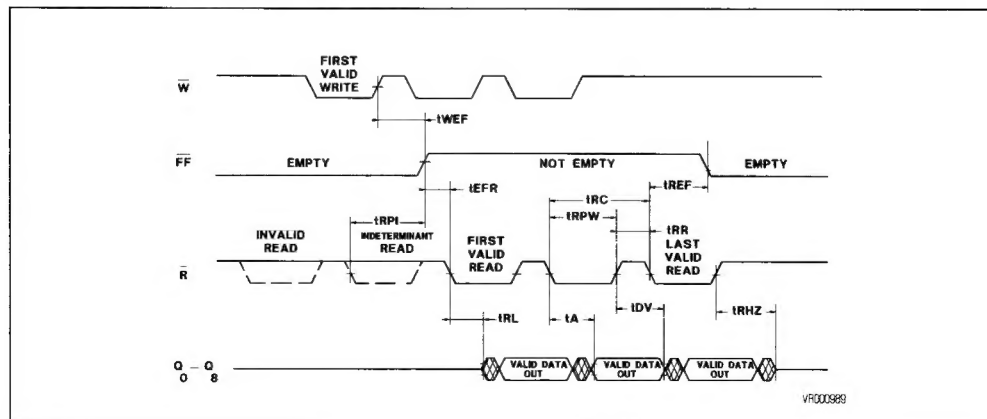 FIRST
VALID
WRITE
W
tWEF
FF
EMPTY
NOT EMPTY
EMPTY
tEFR
tREF
tRC
tRPI
tRPW
tRR
INVALID
READ
INDETERMINANT
READ
FIRST
VALID
READ
LAST
VALID
READ
R
tRL
tA
tDV
tRHZ
Q0 – Q8
VALID DATA
OUT
VALID DATA
OUT
VALID DATA
OUT
VR000989